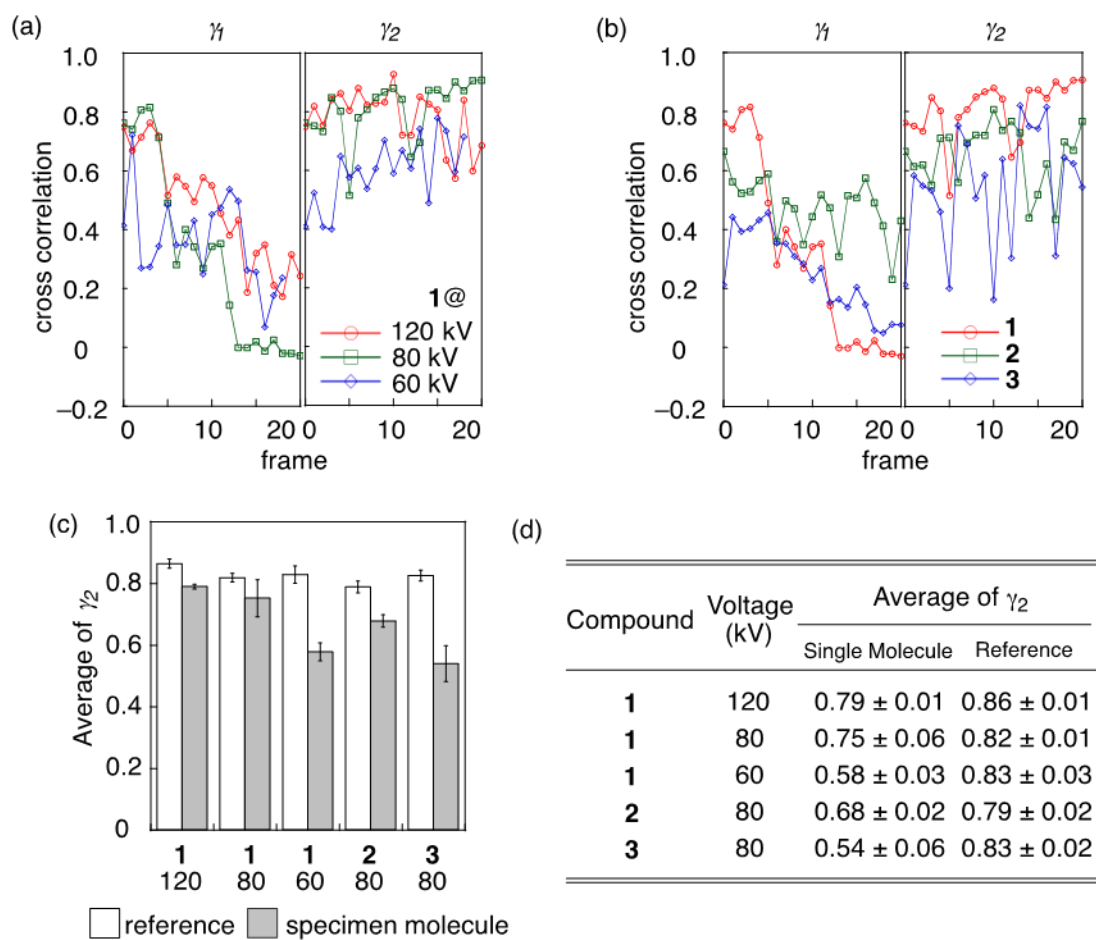 (a)
γ1 γ2
1.0
0.8
0.6
0.4
0.2
0
−0.2
cross correlation
1@
120 kV
80 kV
60 kV
0 10 20 0 10 20
frame
(b)
γ1 γ2
1.0
0.8
0.6
0.4
0.2
0
−0.2
cross correlation
1
2
3
0 10 20 0 10 20
frame
(c)
1.0
0.8
0.6
0.4
0.2
0
Average of γ2
1 1 1 2 3
120 80 60 80 80
reference specimen molecule
(d)
Compound Voltage (kV) Average of γ2
Single Molecule Reference
1 120 0.79 ± 0.01 0.86 ± 0.01
1 80 0.75 ± 0.06 0.82 ± 0.01
1 60 0.58 ± 0.03 0.83 ± 0.03
2 80 0.68 ± 0.02 0.79 ± 0.02
3 80 0.54 ± 0.06 0.83 ± 0.02